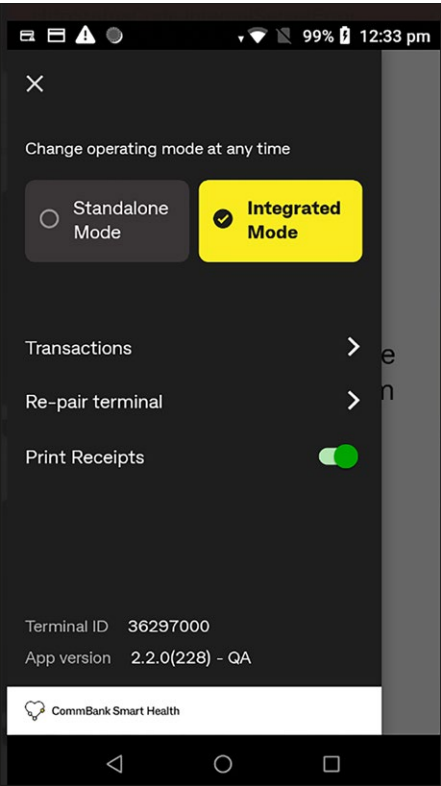 99% 12:33 pm
Change operating mode at any time
Standalone
Mode
Integrated
Mode
Transactions
e
Re-pair terminal
n
Print Receipts
Terminal ID 36297000
App version 2.2.0(228) - QA
CommBank Smart Health